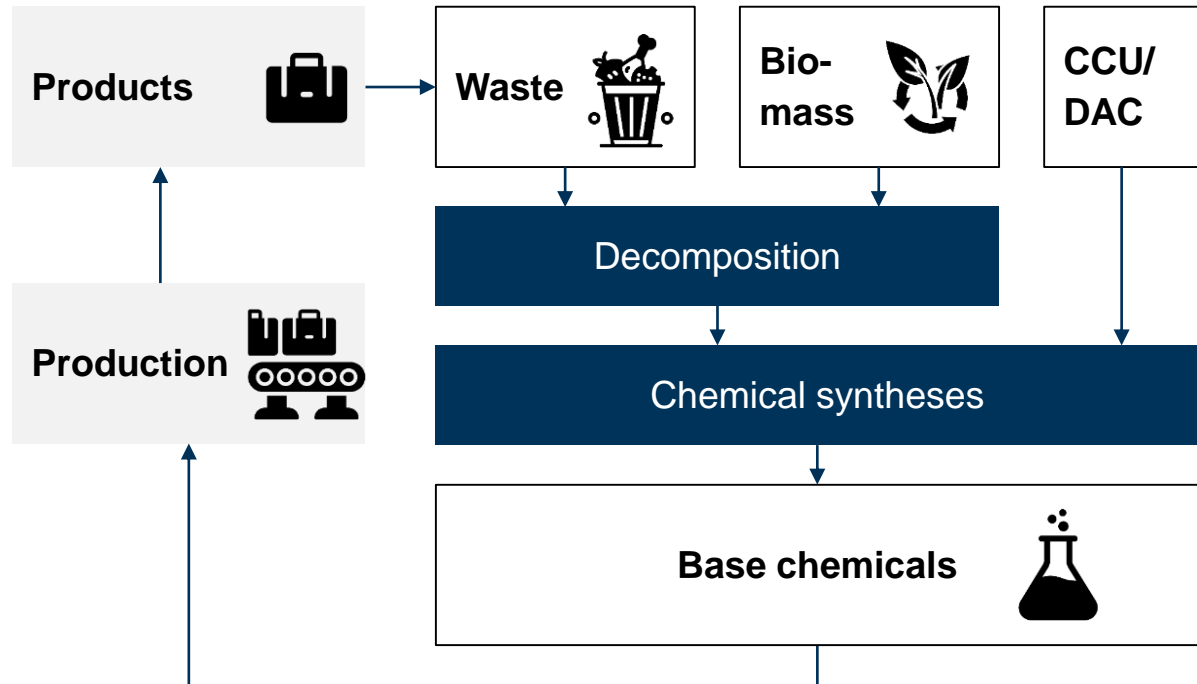 Products
Waste
Bio-
mass
CCU/
DAC
Decomposition
Production
Chemical syntheses
Base chemicals